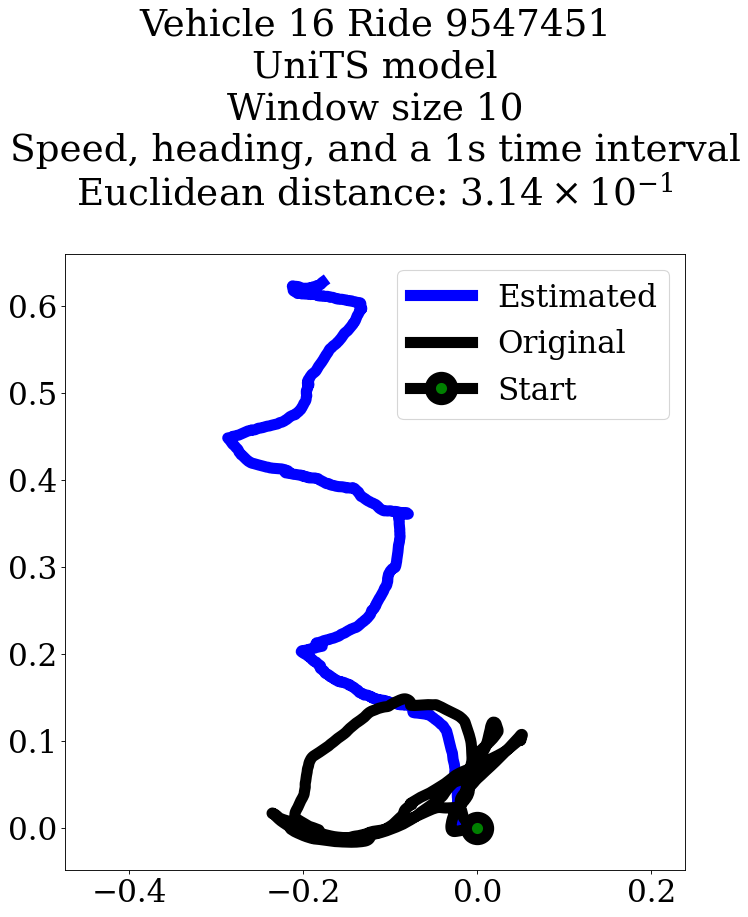 Vehicle 16 Ride 9547451
UniTS model
Window size 10
Speed, heading, and a 1s time interval
Euclidean distance: 3.14 × 10⁻¹
Estimated
Original
Start
0.6
0.5
0.4
0.3
0.2
0.1
0.0
−0.4 −0.2 0.0 0.2